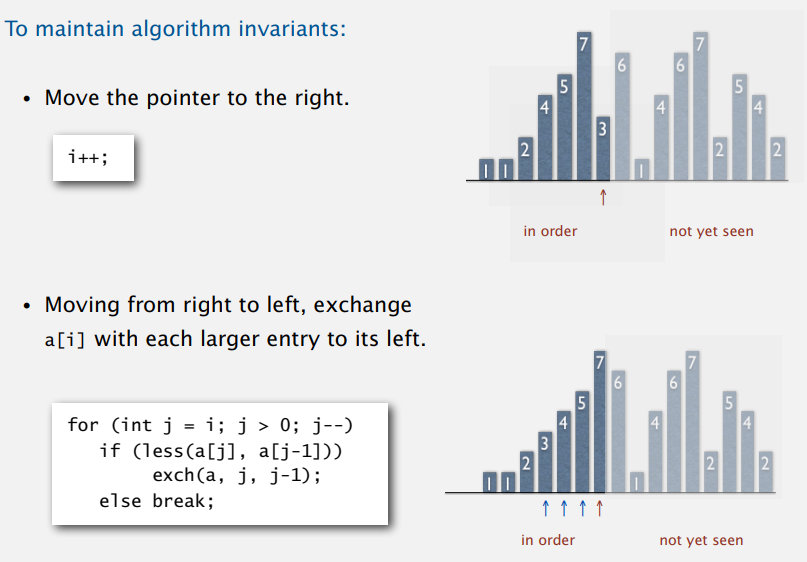 To maintain algorithm invariants:
• Move the pointer to the right.
i++;
1 1 2 4 5 7 3 6 1 4 6 7 2 5 4 2
↑
in order not yet seen
• Moving from right to left, exchange
a[i] with each larger entry to its left.
for (int j = i; j > 0; j--)
if (less(a[j], a[j-1]))
exch(a, j, j-1);
else break;
1 1 2 3 4 5 7 6 1 4 6 7 2 5 4 2
↑ ↑ ↑ ↑
in order not yet seen